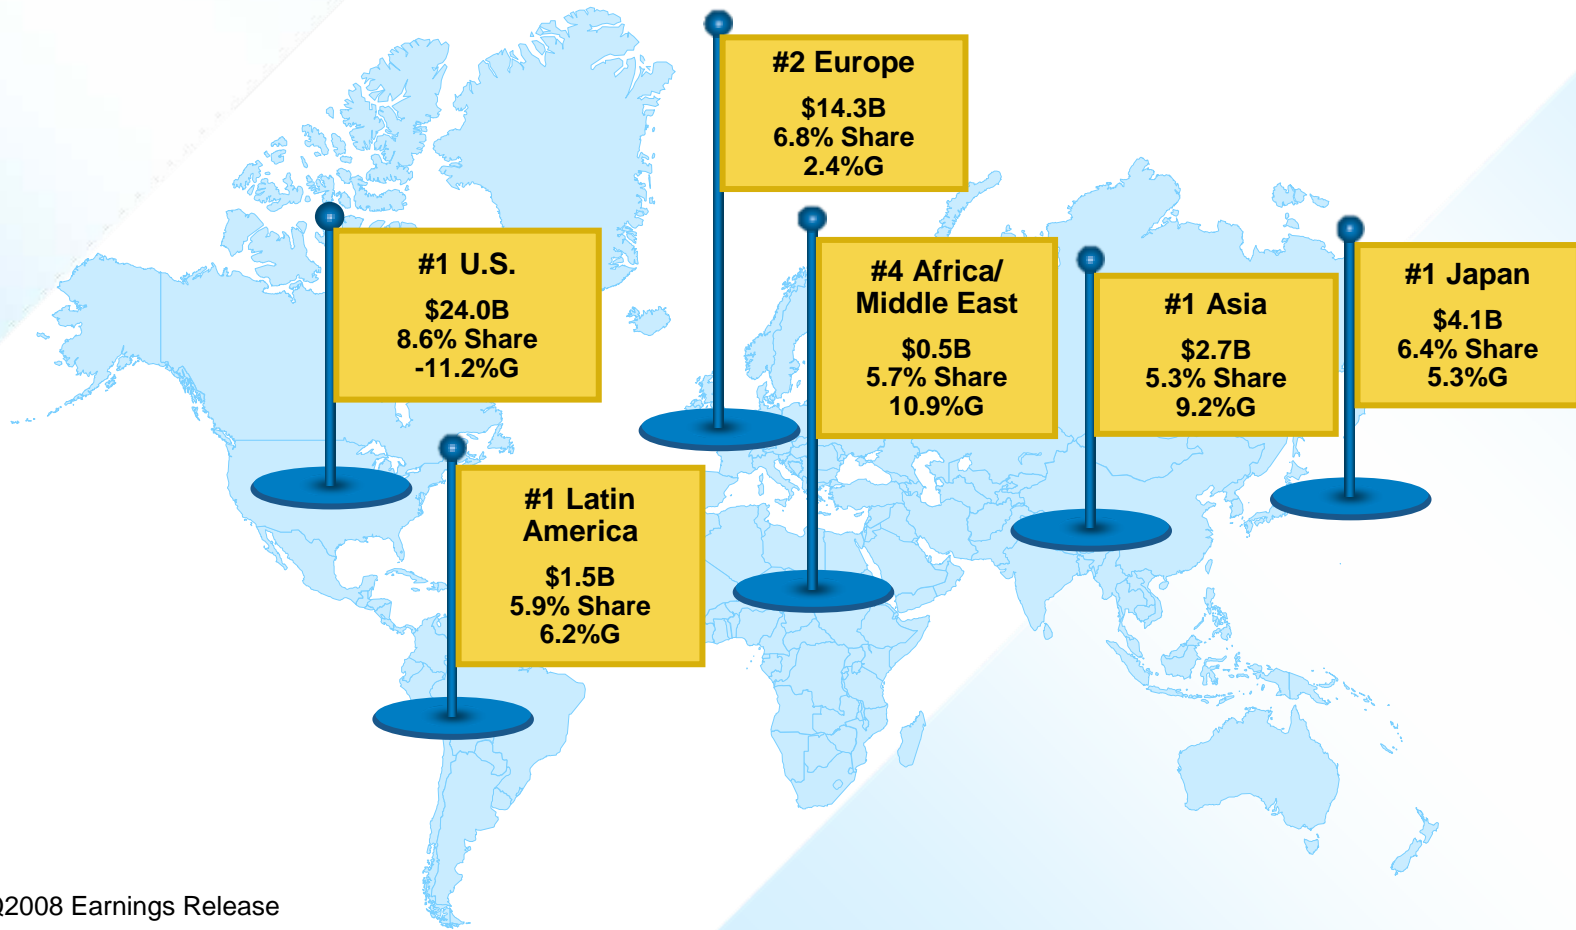 #2 Europe
$14.3B
6.8% Share
2.4%G
#1 U.S.
$24.0B
8.6% Share
-11.2%G
#4 Africa/
Middle East
$0.5B
5.7% Share
10.9%G
#1 Asia
$2.7B
5.3% Share
9.2%G
#1 Japan
$4.1B
6.4% Share
5.3%G
#1 Latin
America
$1.5B
5.9% Share
6.2%G
Q2008 Earnings Release